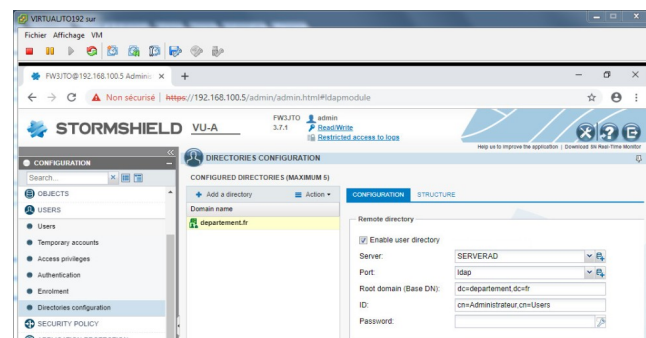 VIRTUALITO192 sur
Fichier Affichage VM
FW3JTO@192.168.100.5 Adminis
Non sécurisé https://192.168.100.5/admin/admin.html#ldapmodule
STORMSHIELD VU-A
FW3JTO
3.7.1
admin
Read/Write
Restricted access to logs
Help us to improve the application Download SN Real-Time Monitor
CONFIGURATION
Search...
OBJECTS
USERS
Users
Temporary accounts
Access privileges
Authentication
Enrolment
Directories configuration
SECURITY POLICY
DIRECTORIES CONFIGURATION
CONFIGURED DIRECTORIES (MAXIMUM 5)
Add a directory Action
Domain name
departement.fr
CONFIGURATION STRUCTURE
Remote directory
Enable user directory
Server: SERVERAD
Port: ldap
Root domain (Base DN): dc=departement,dc=fr
ID: cn=Administrateur,cn=Users
Password: